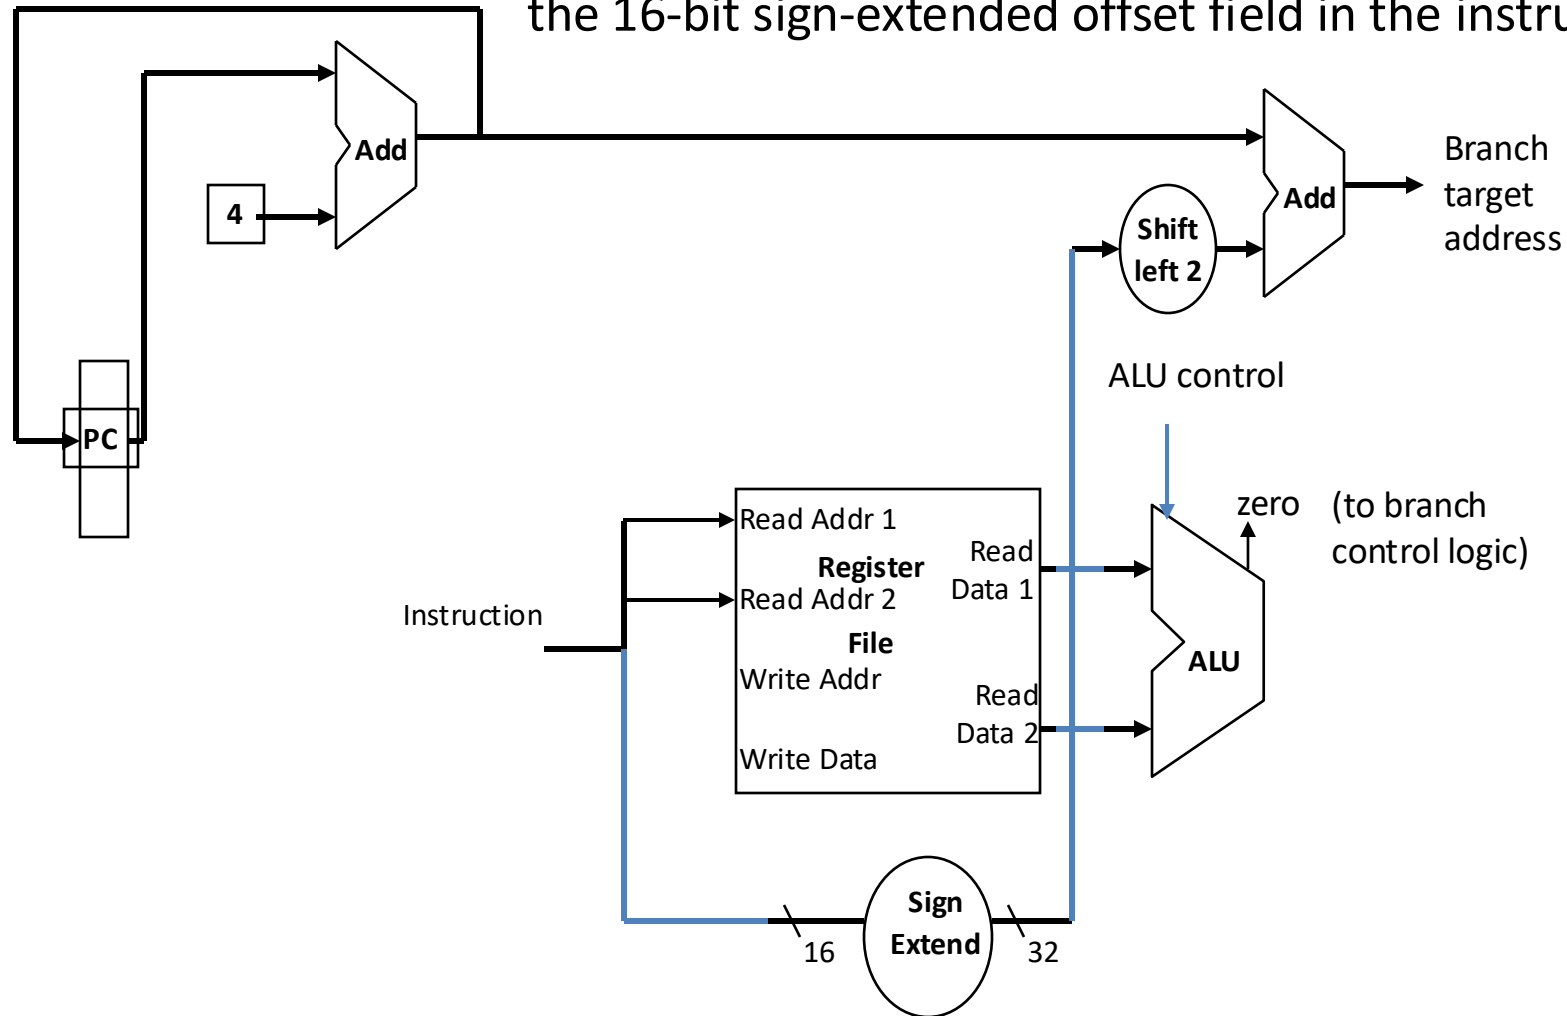 the 16-bit sign-extended offset field in the
Add
4
Add
Shift
left 2
Branch
target
address
PC
ALU control
Read Addr 1
Register
Read Addr 2
File
Write Addr
Write Data
Read
Data 1
Read
Data 2
Instruction
zero
(to branch
control logic)
ALU
Sign
Extend
16
32